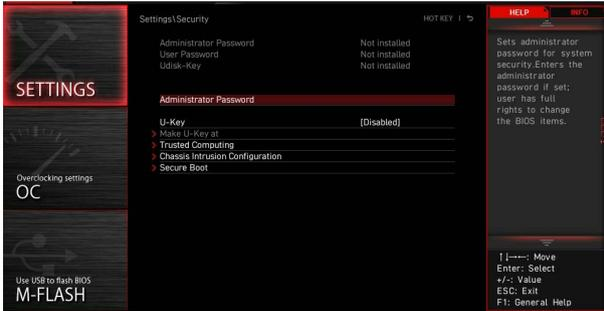 Settings\Security
HOT KEY | ⮌
HELP
INFO
Administrator Password Not installed
User Password Not installed
Udisk-Key Not installed
Administrator Password
U-Key [Disabled]
> Make U-Key at
> Trusted Computing
> Chassis Intrusion Configuration
> Secure Boot
SETTINGS
Overclocking settings
OC
Use USB to flash BIOS
M-FLASH
Sets administrator
password for system
security.Enters the
administrator
password if set;
user has full
rights to change
the BIOS items.
↑↓→←: Move
Enter: Select
+/-: Value
ESC: Exit
F1: General Help